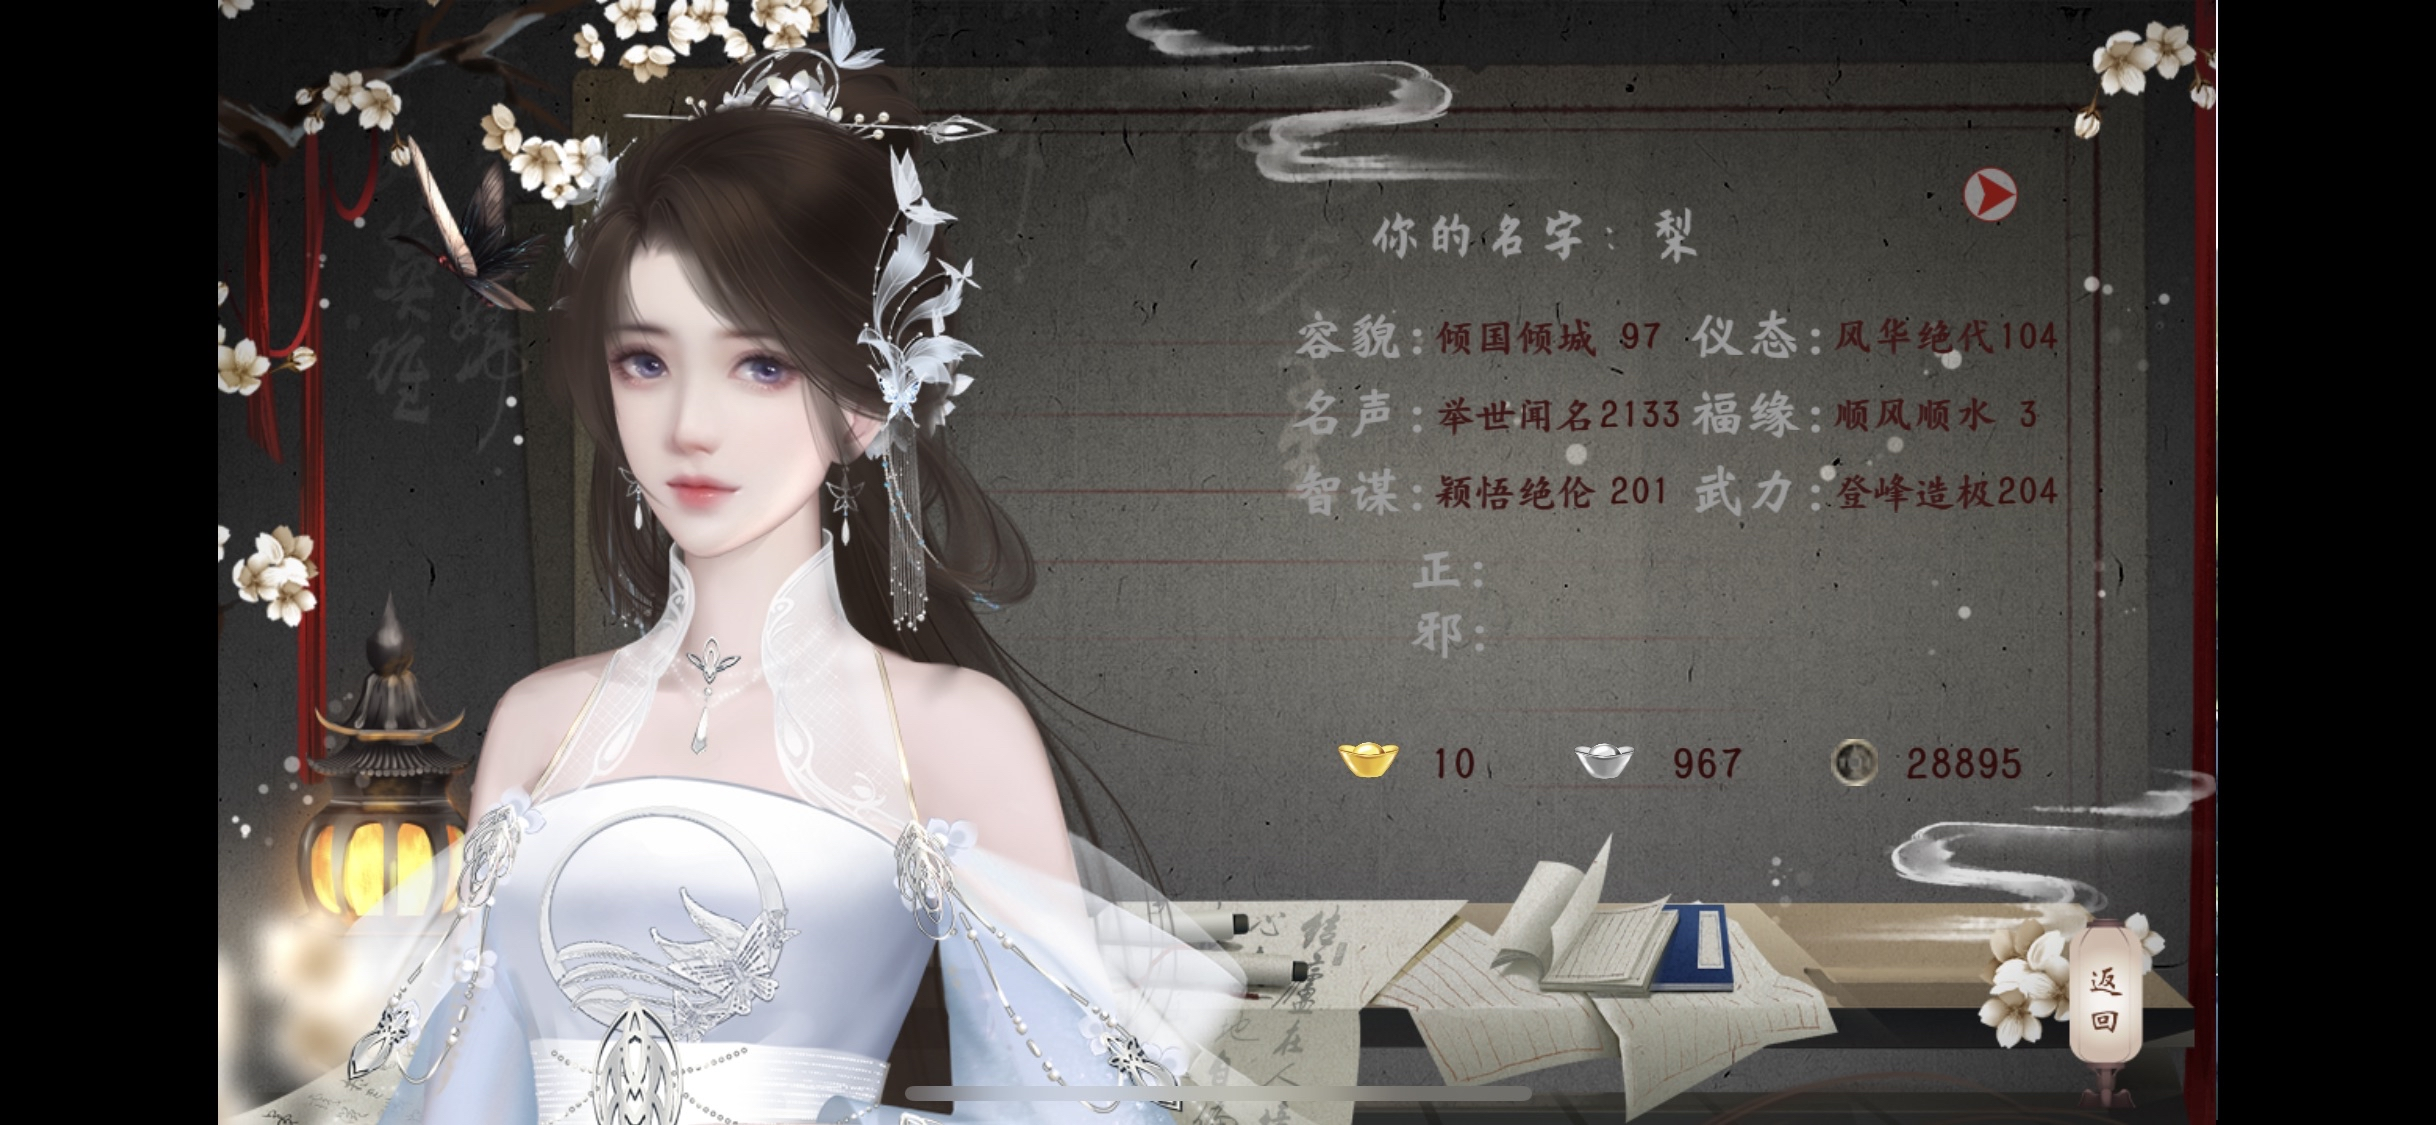 你的名字：梨
容貌：倾国倾城 97 仪态：风华绝代104
名声：举世闻名2133 福缘：顺风顺水 3
智谋：颖悟绝伦 201 武力：登峰造极204
正：
邪：
10 967 28895
返回